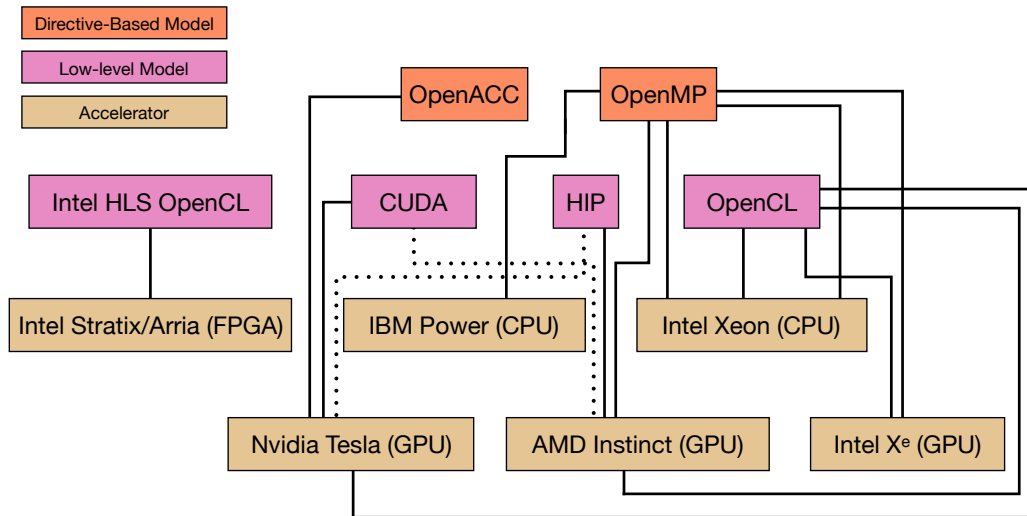 Directive-Based Model
Low-level Model
Accelerator
OpenACC
OpenMP
Intel HLS OpenCL
CUDA
HIP
OpenCL
Intel Stratix/Arria (FPGA)
IBM Power (CPU)
Intel Xeon (CPU)
Nvidia Tesla (GPU)
AMD Instinct (GPU)
Intel Xᵉ (GPU)